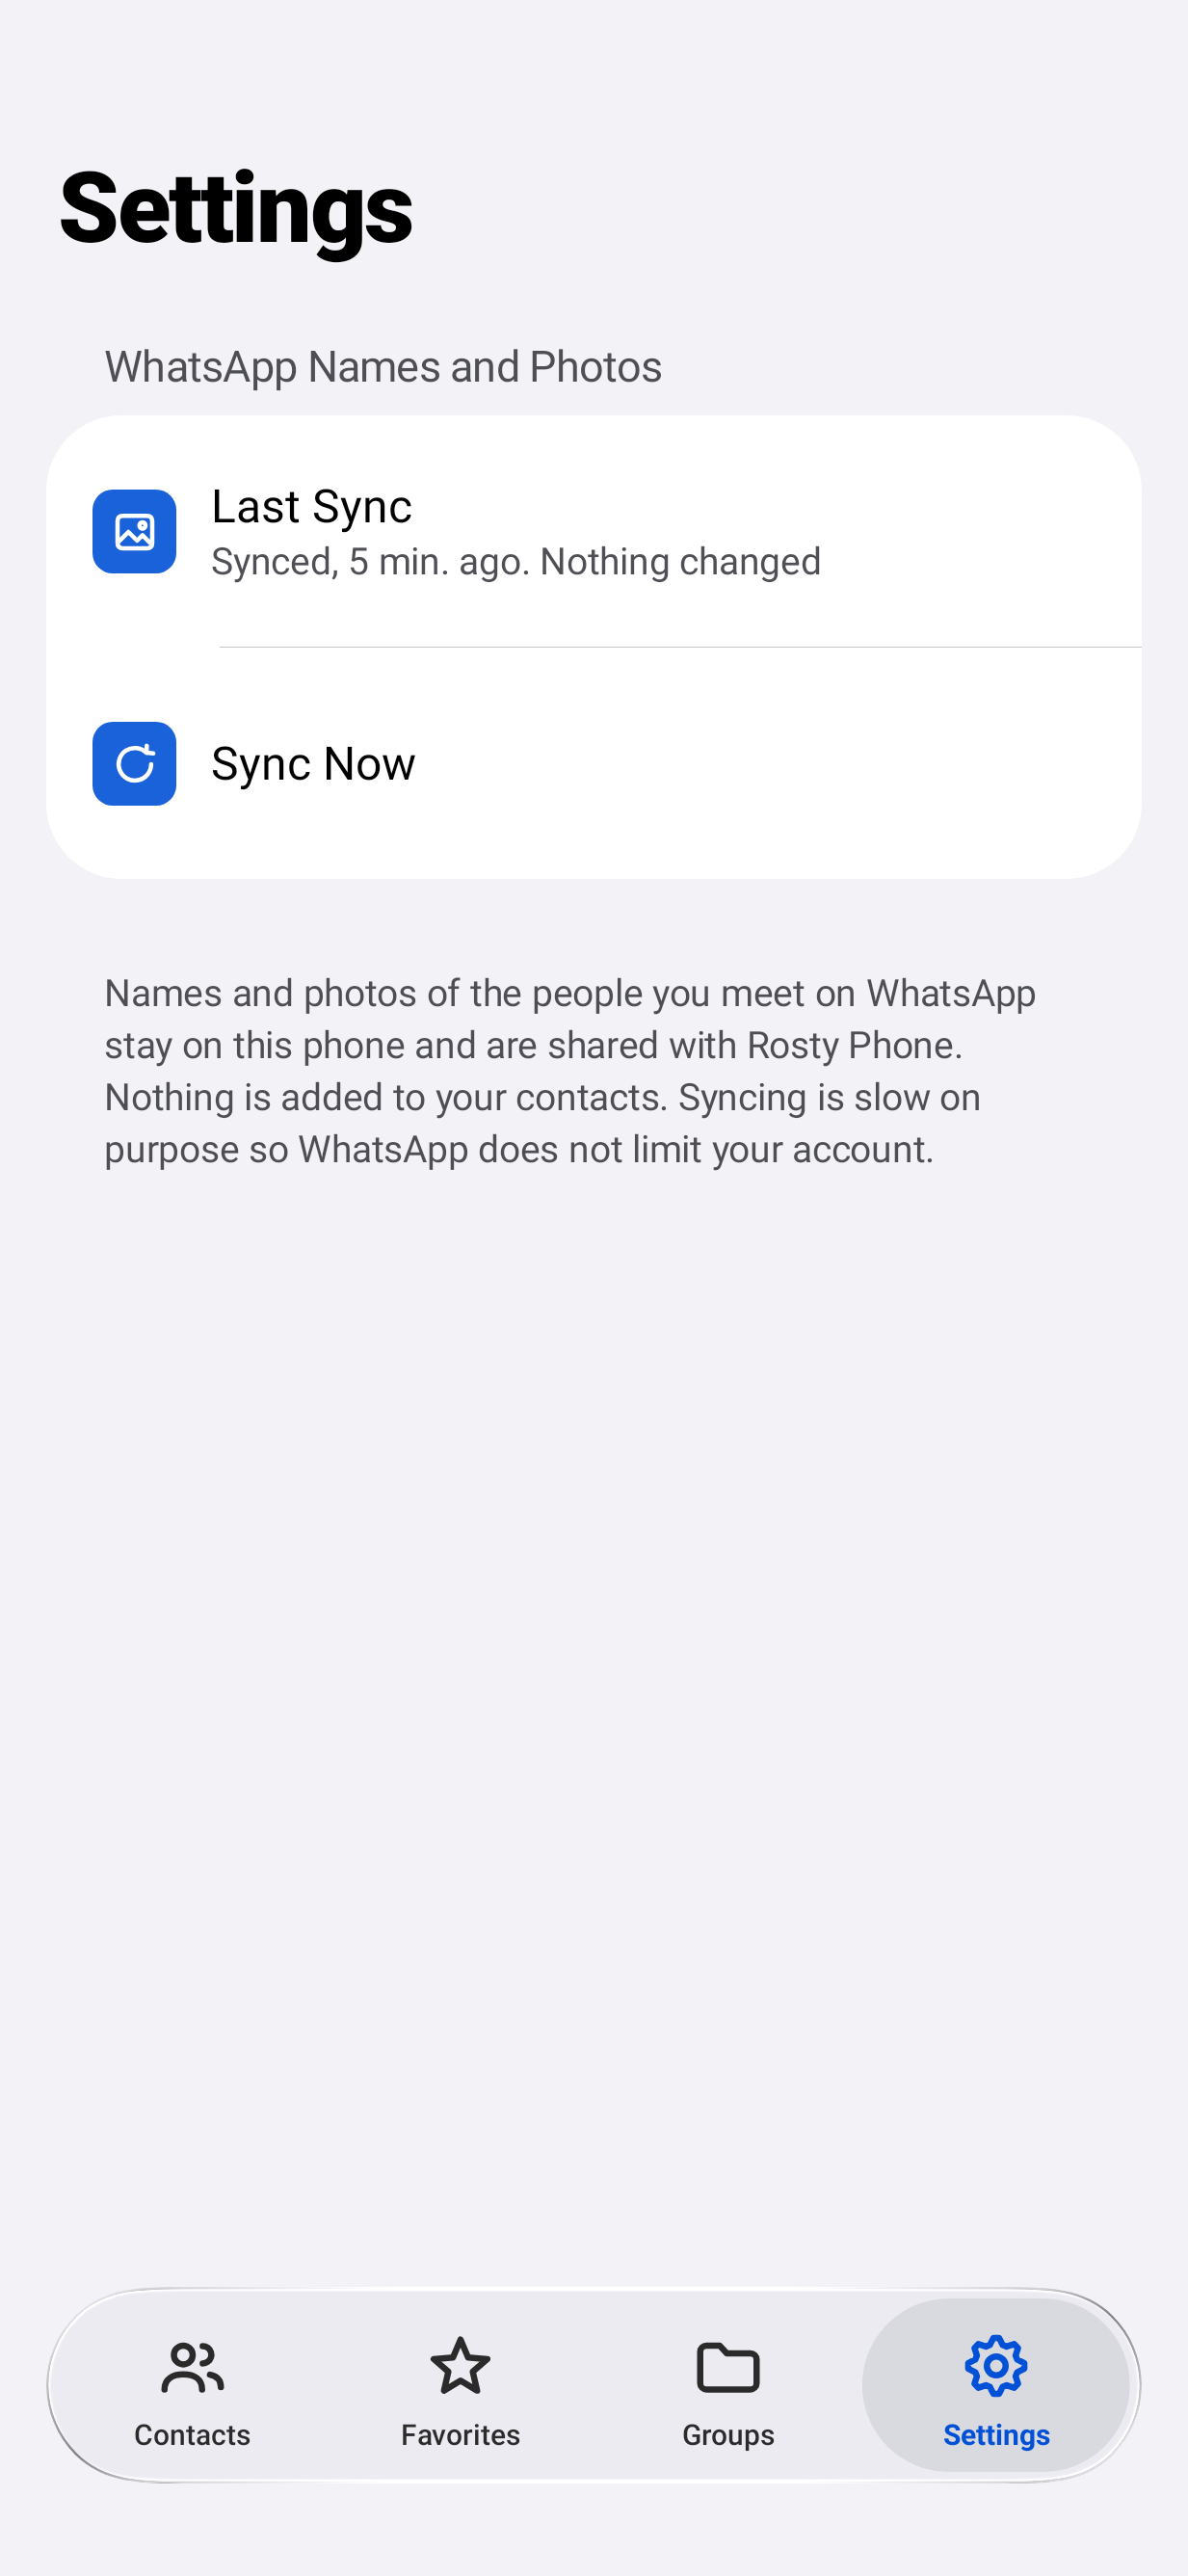 Settings
WhatsApp Names and Photos
Last Sync
Synced, 5 min. ago. Nothing changed
Sync Now
Names and photos of the people you meet on WhatsApp
stay on this phone and are shared with Rosty Phone.
Nothing is added to your contacts. Syncing is slow on
purpose so WhatsApp does not limit your account.
Contacts
Favorites
Groups
Settings